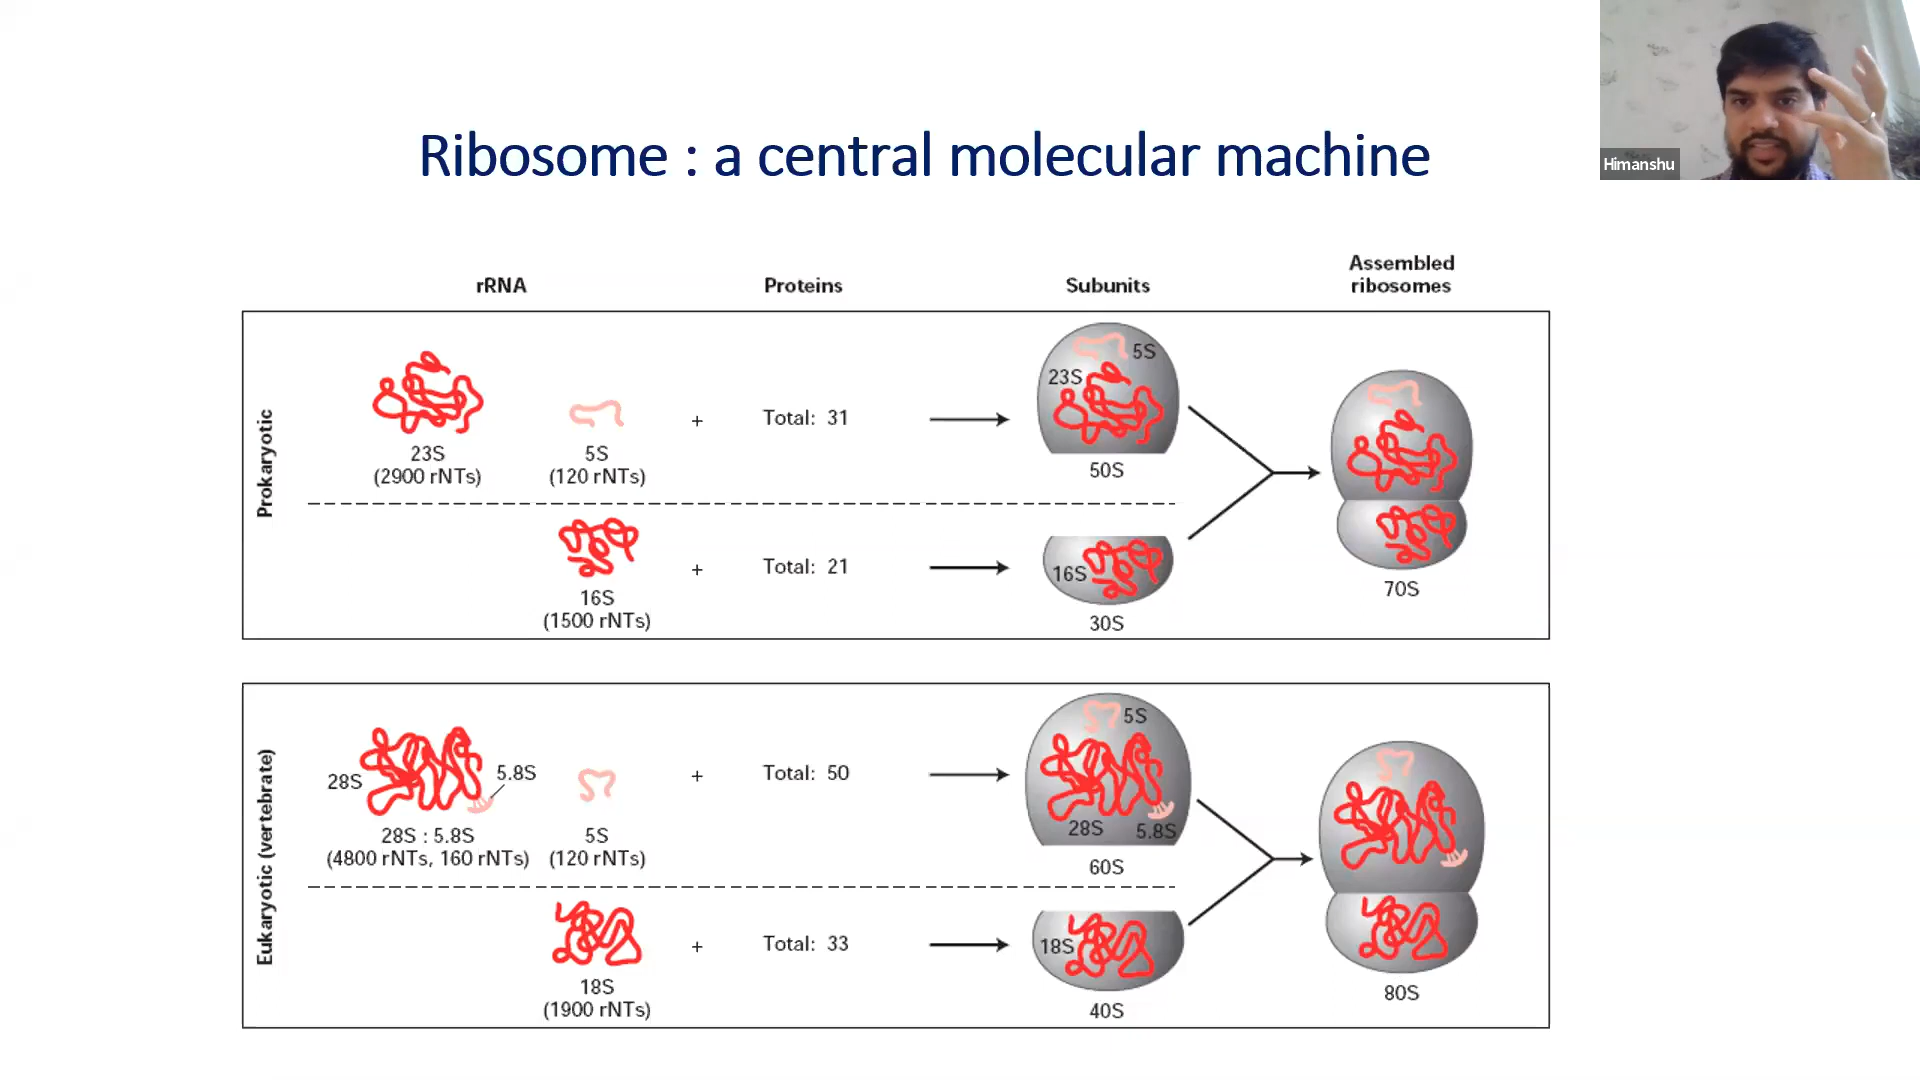 Himanshu
Ribosome : a central molecular machine
rRNA
Proteins
Subunits
Assembled
ribosomes
Prokaryotic
23S
(2900 rNTs)
5S
(120 rNTs)
+
Total: 31
5S
23S
50S
16S
(1500 rNTs)
+
Total: 21
16S
30S
70S
Eukaryotic (vertebrate)
28S
5.8S
28S : 5.8S
(4800 rNTs, 160 rNTs)
5S
(120 rNTs)
+
Total: 50
5S
28S
5.8S
60S
18S
(1900 rNTs)
+
Total: 33
18S
40S
80S